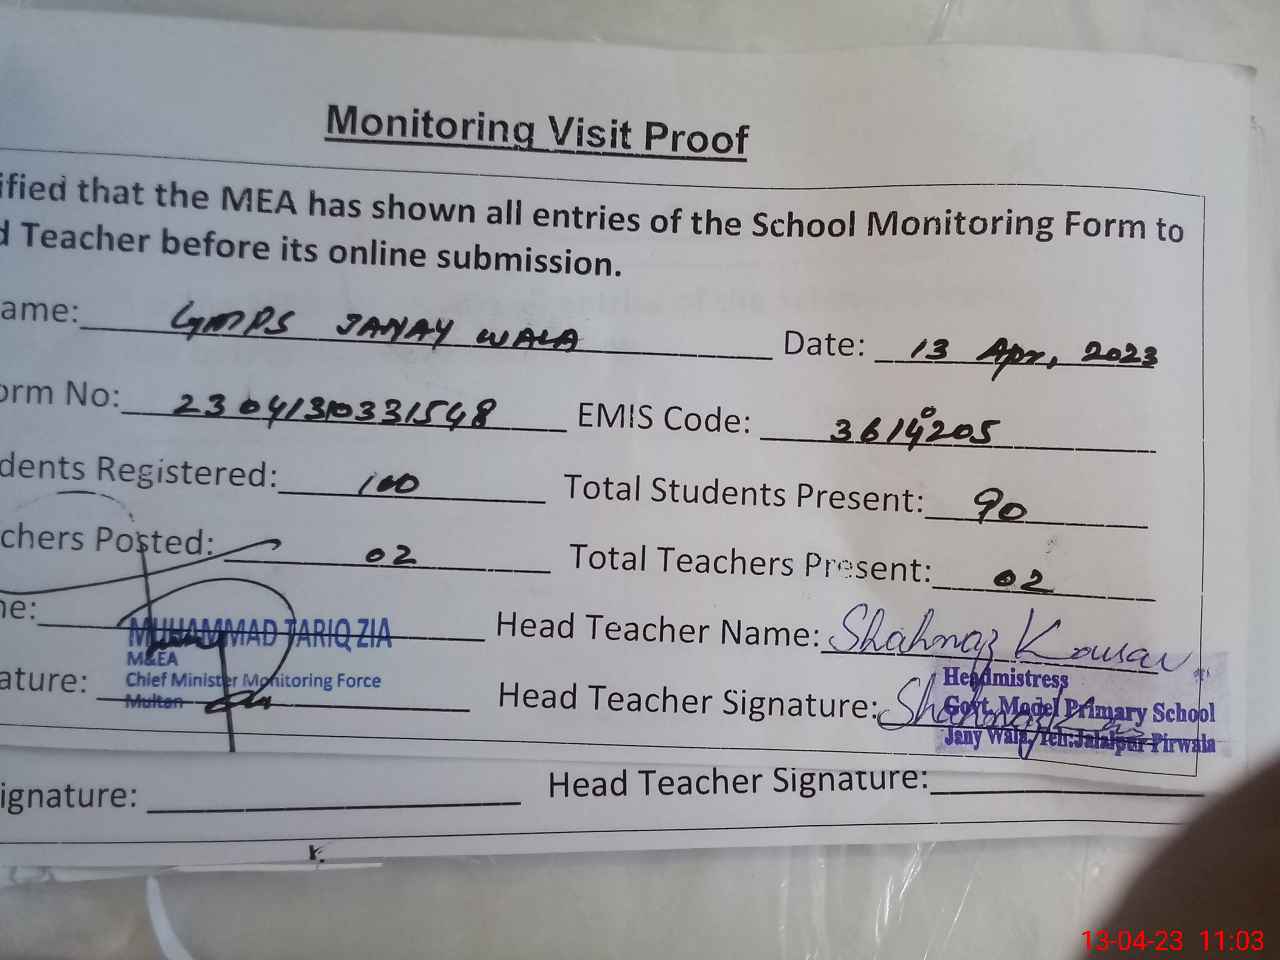 Monitoring Visit Proof
ified that the MEA has shown all entries of the School Monitoring Form to
d Teacher before its online submission.
ame: GMPS JANAY WALA Date: 13 Apr, 2023
orm No: 23041310331548 EMIS Code: 3614205
dents Registered: 100 Total Students Present: 90
chers Posted: 02 Total Teachers Present: 02
ne: MUHAMMAD TARIQ ZIA Head Teacher Name: Shahnaz Kousar
M&EA
Chief Minister Monitoring Force
Multan
ature: Head Teacher Signature: Shahnaz
Headmistress
Govt. Model Primary School
Jany Wala, Teh: Jalalpur Pirwala
ignature: Head Teacher Signature:
13-04-23 11:03